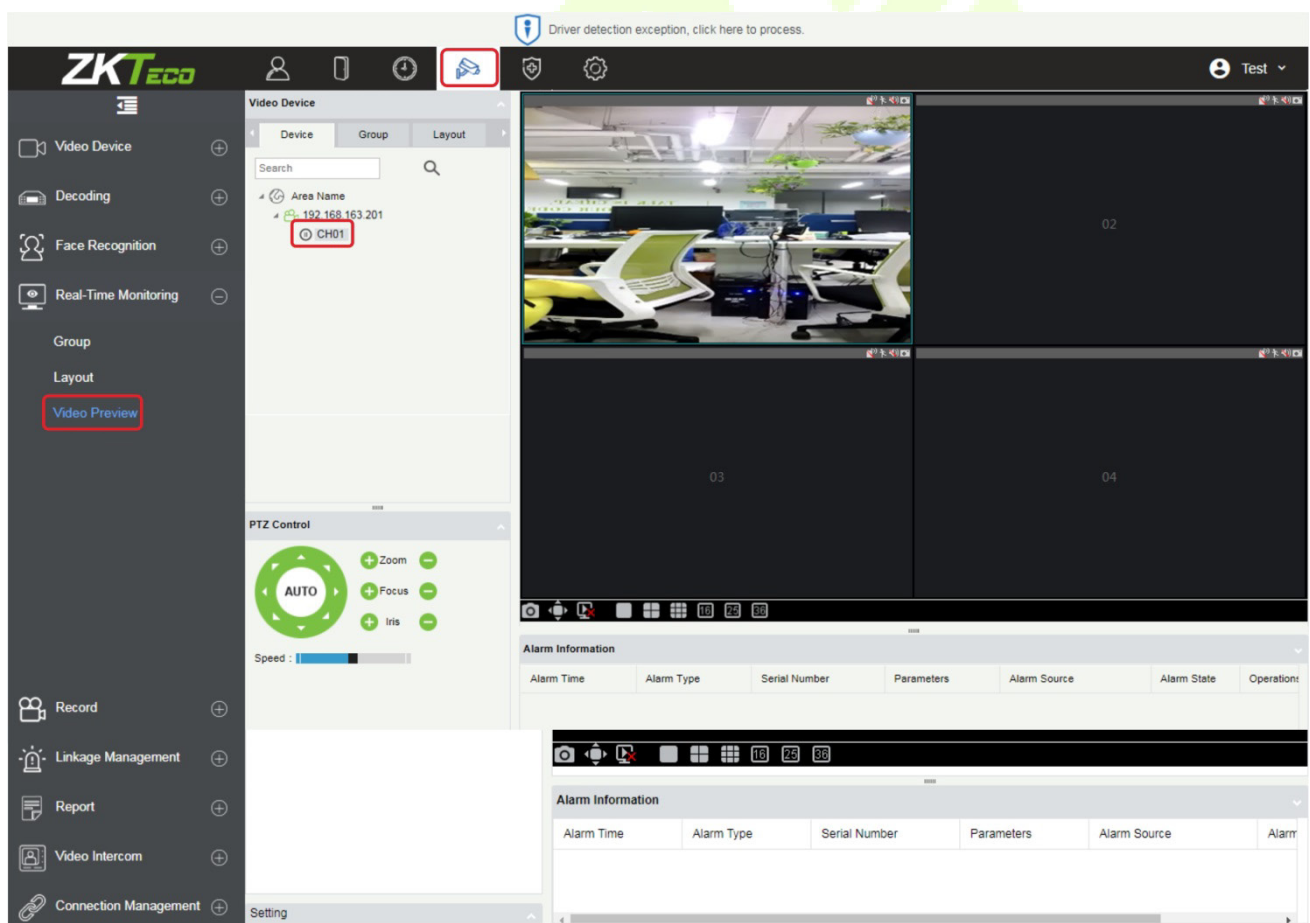 Driver detection exception, click here to process.
ZKTECO
Test
Video Device
Decoding
Face Recognition
Real-Time Monitoring
Group
Layout
Video Preview
Record
Linkage Management
Report
Video Intercom
Connection Management
Video Device
Device Group Layout
Search
Area Name
192.168.163.201
CH01
PTZ Control
AUTO
Zoom
Focus
Iris
Speed :
Setting
02
03
04
16 25 36
Alarm Information
Alarm Time Alarm Type Serial Number Parameters Alarm Source Alarm State Operations
16 25 36
Alarm Information
Alarm Time Alarm Type Serial Number Parameters Alarm Source Alarm